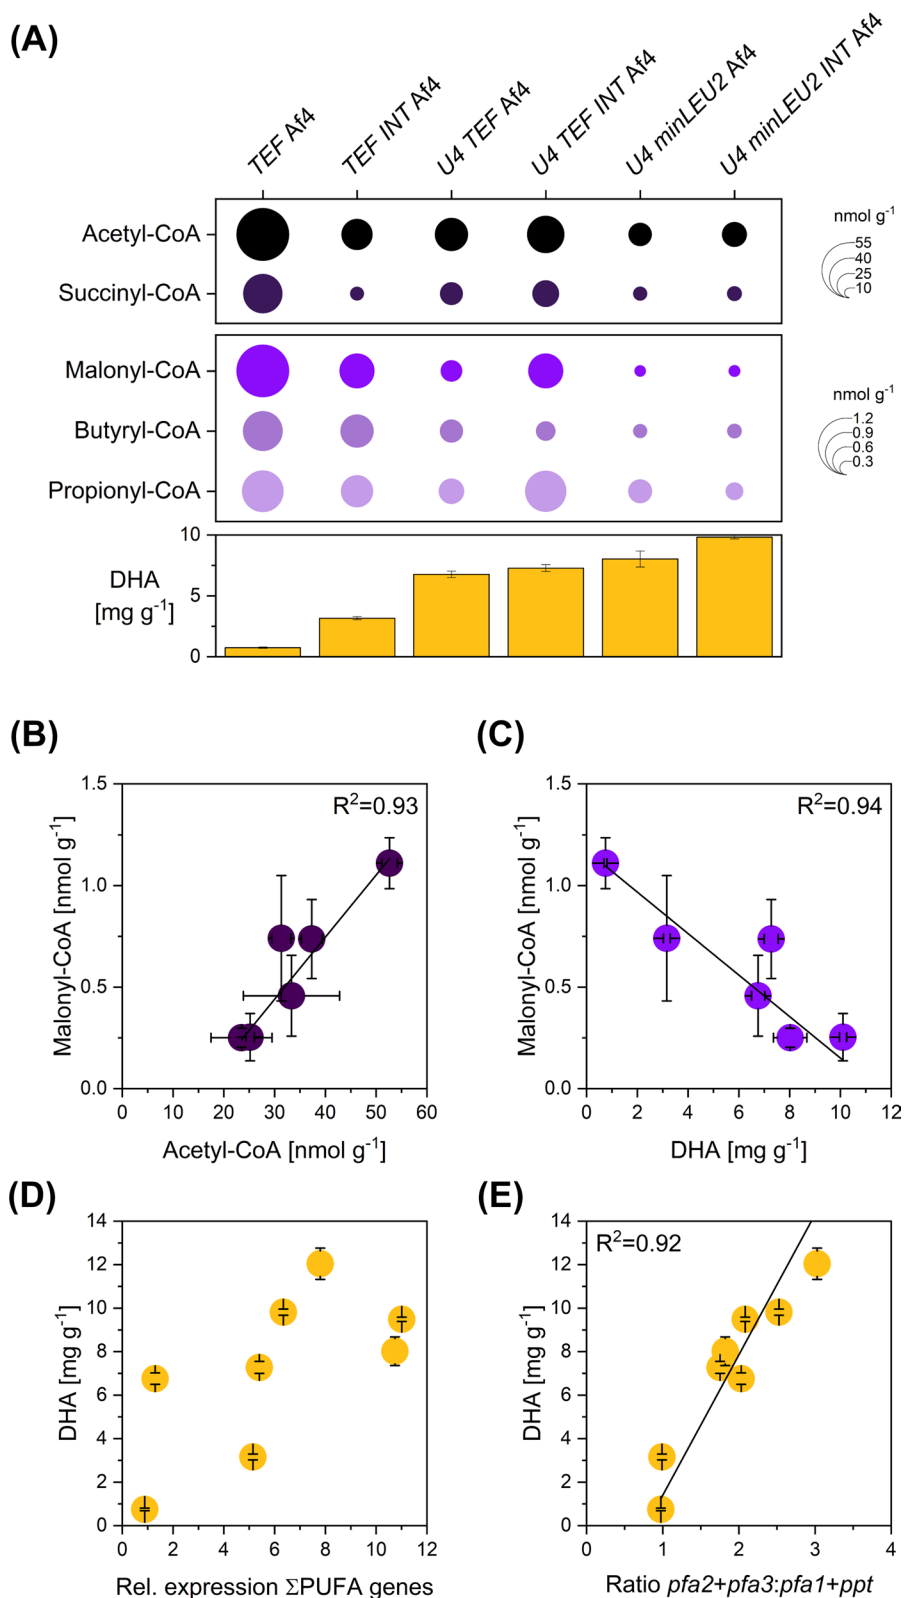 (A)
TEF Af4
TEF INT Af4
U4 TEF Af4
U4 TEF INT Af4
U4 minLEU2 Af4
U4 minLEU2 INT Af4
Acetyl-CoA
Succinyl-CoA
nmol g⁻¹
55
40
25
10
Malonyl-CoA
Butyryl-CoA
Propionyl-CoA
nmol g⁻¹
1.2
0.9
0.6
0.3
DHA
[mg g⁻¹]
10
5
0
(B)
R²=0.93
Malonyl-CoA [nmol g⁻¹]
1.5
1.0
0.5
0.0
0 10 20 30 40 50 60
Acetyl-CoA [nmol g⁻¹]
(C)
R²=0.94
Malonyl-CoA [nmol g⁻¹]
1.5
1.0
0.5
0.0
0 2 4 6 8 10 12
DHA [mg g⁻¹]
(D)
DHA [mg g⁻¹]
14
12
10
8
6
4
2
0
0 2 4 6 8 10 12
Rel. expression ΣPUFA genes
(E)
R²=0.92
DHA [mg g⁻¹]
14
12
10
8
6
4
2
0
0 1 2 3 4
Ratio pfa2+pfa3:pfa1+ppt